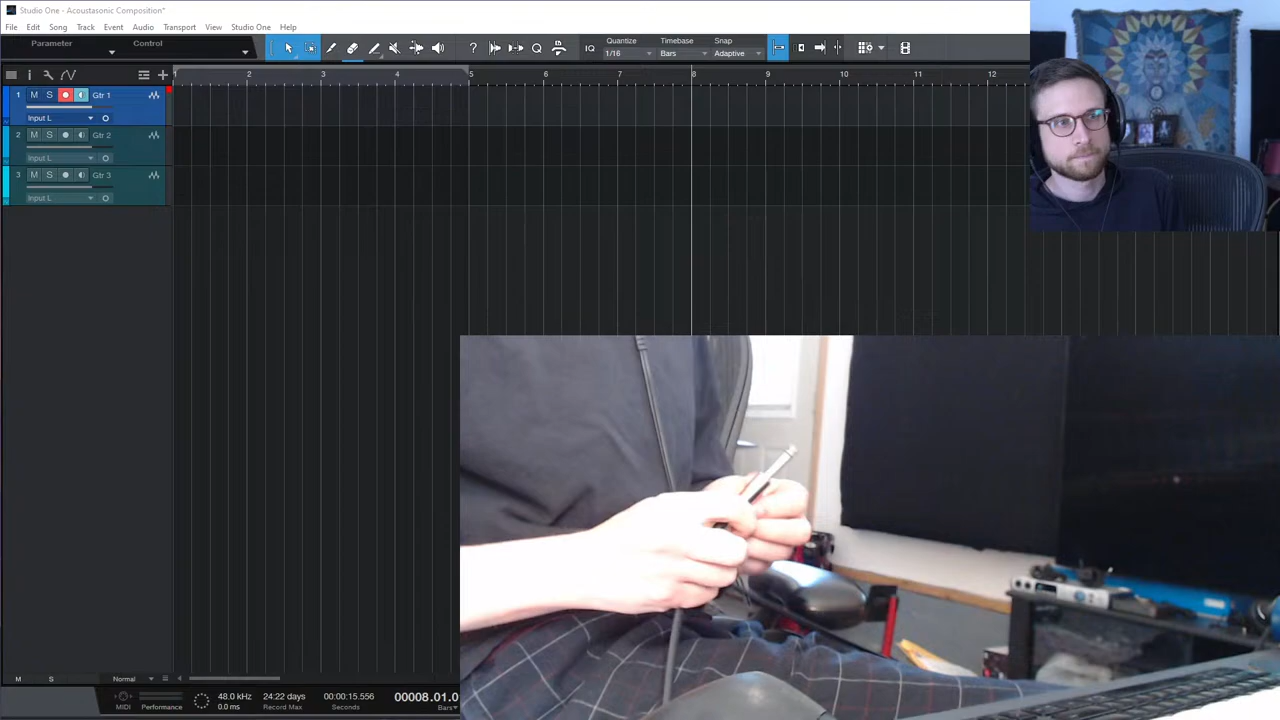 Studio One - Acoustasonic Composition*
File Edit Song Track Event Audio Transport View Studio One Help
Parameter Control
? IQ Quantize 1/16 Timebase Bars Snap Adaptive
1 2 3 4 5 6 7 8 9 10 11 12
1 M S Gtr 1
Input L
2 M S Gtr 2
Input L
3 M S Gtr 3
Input L
M S Normal
MIDI Performance 48.0 kHz 0.0 ms 24:22 days Record Max 00:00:15.556 Seconds 00008.01.0 Bars